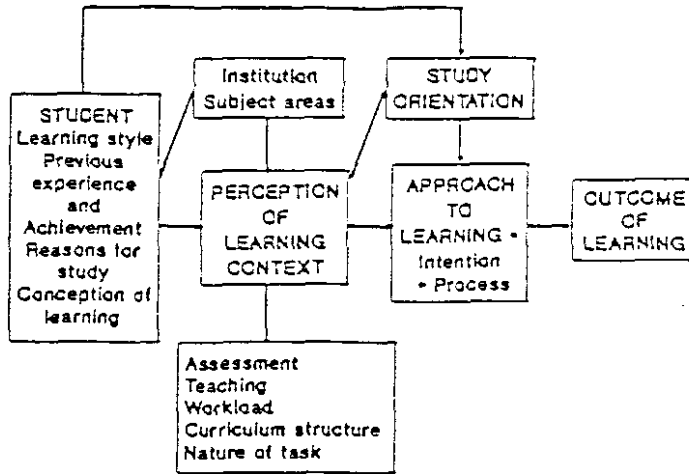 Institution
Subject areas
STUDY
ORIENTATION
STUDENT
Learning style
Previous
experience
and
Achievement
Reasons for
study
Conception of
learning
PERCEPTION
OF
LEARNING
CONTEXT
APPROACH
TO
LEARNING •
Intention
• Process
OUTCOME
OF
LEARNING
Assessment
Teaching
Workload
Curriculum structure
Nature of task